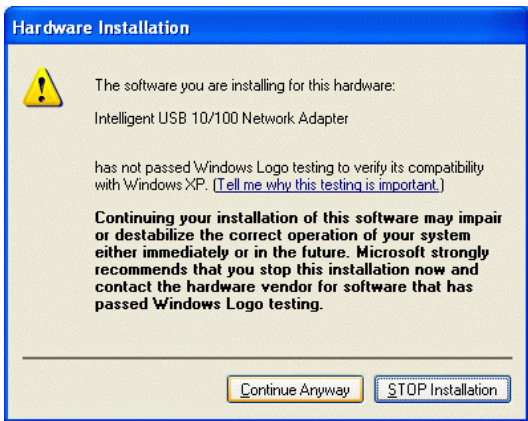 Hardware Installation
The software you are installing for this hardware:
Intelligent USB 10/100 Network Adapter
has not passed Windows Logo testing to verify its compatibility
with Windows XP. (Tell me why this testing is important.)
Continuing your installation of this software may impair
or destabilize the correct operation of your system
either immediately or in the future. Microsoft strongly
recommends that you stop this installation now and
contact the hardware vendor for software that has
passed Windows Logo testing.
Continue Anyway STOP Installation